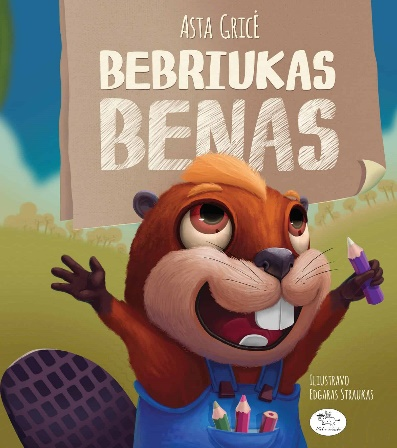 ASTA GRICĖ
BEBRIUKAS
BENAS
ILIUSTRAVO
EDGARAS STRAUKAS